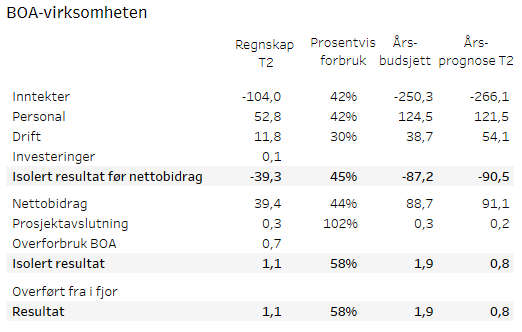 BOA-virksomheten
Regnskap T2 Prosentvis forbruk Års-budsjett Års-prognose T2
Inntekter -104,0 42% -250,3 -266,1
Personal 52,8 42% 124,5 121,5
Drift 11,8 30% 38,7 54,1
Investeringer 0,1
Isolert resultat før nettobidrag -39,3 45% -87,2 -90,5
Nettobidrag 39,4 44% 88,7 91,1
Prosjektavslutning 0,3 102% 0,3 0,2
Overforbruk BOA 0,7
Isolert resultat 1,1 58% 1,9 0,8
Overført fra i fjor
Resultat 1,1 58% 1,9 0,8